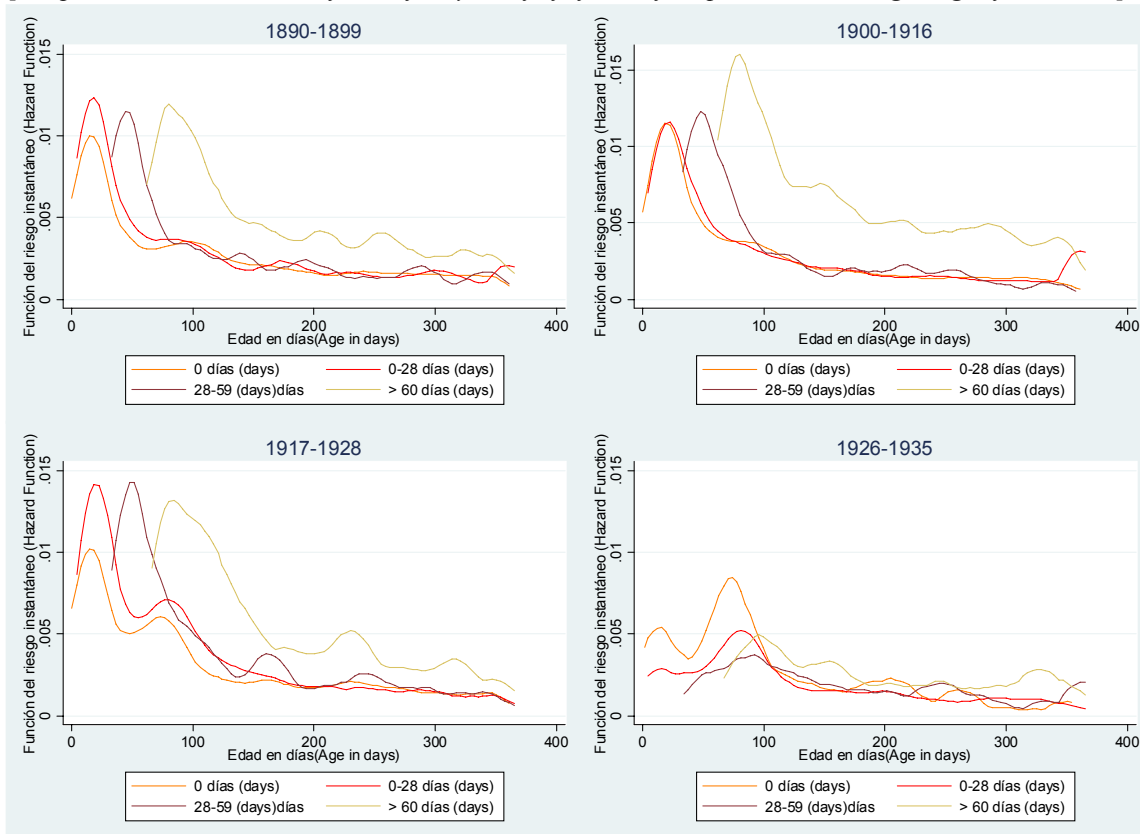 1890-1899
Función del riesgo instantáneo (Hazard Function)
.015
.01
.005
0
0 100 200 300 400
Edad en días(Age in days)
0 días (days) 0-28 días (days)
28-59 (days)días > 60 días (days)
1900-1916
Función del riesgo instantáneo (Hazard Function)
.015
.01
.005
0
0 100 200 300 400
Edad en días(Age in days)
0 días (days) 0-28 días (days)
28-59 (days)días > 60 días (days)
1917-1928
Función del riesgo instantáneo (Hazard Function)
.015
.01
.005
0
0 100 200 300 400
Edad en días(Age in days)
0 días (days) 0-28 días (days)
28-59 (days)días > 60 días (days)
1926-1935
Función del riesgo instantáneo (Hazard Function)
.015
.01
.005
0
0 100 200 300 400
Edad en días(Age in days)
0 días (days) 0-28 días (days)
28-59 (days)días > 60 días (days)